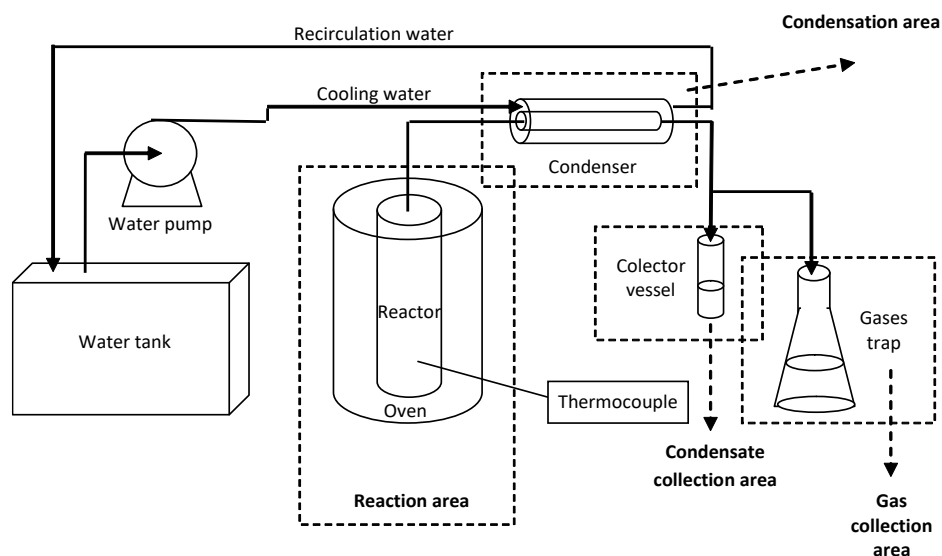 Condensation area
Recirculation water
Cooling water
Condenser
Water pump
Colector
vessel
Gases
trap
Reactor
Water tank
Thermocouple
Oven
Condensate
collection area
Reaction area
Gas
collection
area